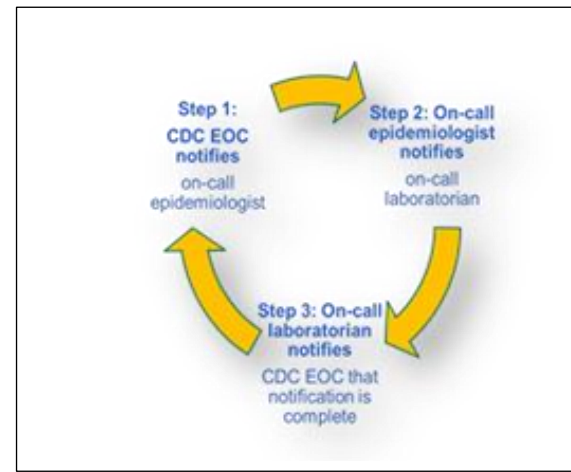 Step 1:
CDC EOC
notifies
on-call
epidemiologist
Step 2: On-call
epidemiologist
notifies
on-call
laboratorian
Step 3: On-call
laboratorian
notifies
CDC EOC that
notification is
complete